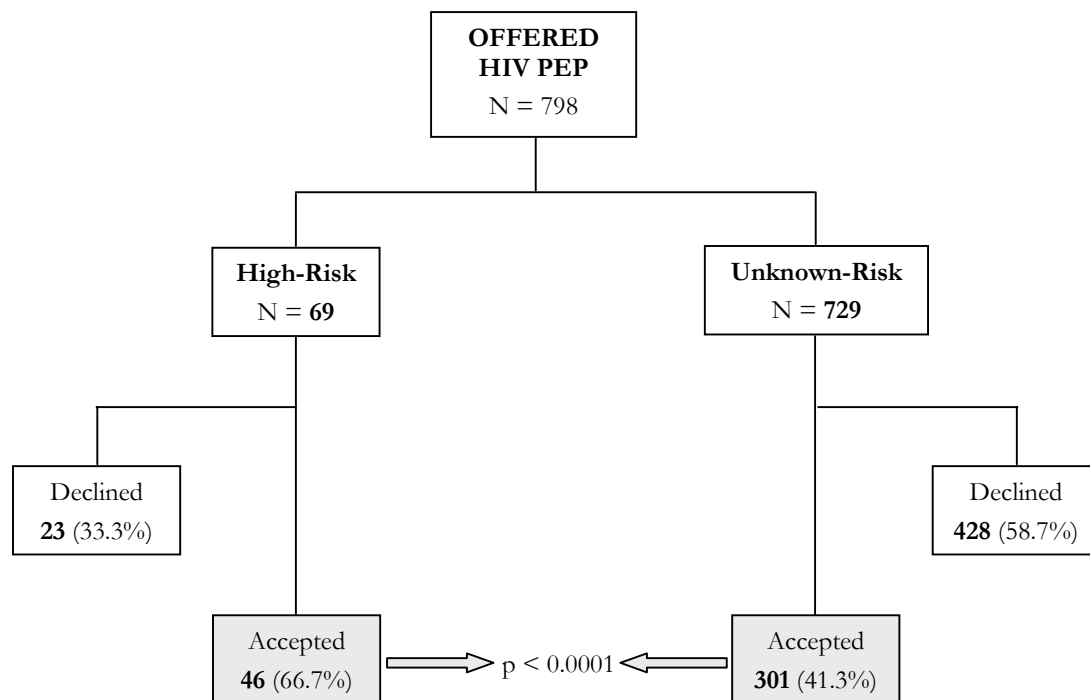 OFFERED
HIV PEP
N = 798
High-Risk
N = 69
Unknown-Risk
N = 729
Declined
23 (33.3%)
Declined
428 (58.7%)
Accepted
46 (66.7%)
p < 0.0001
Accepted
301 (41.3%)